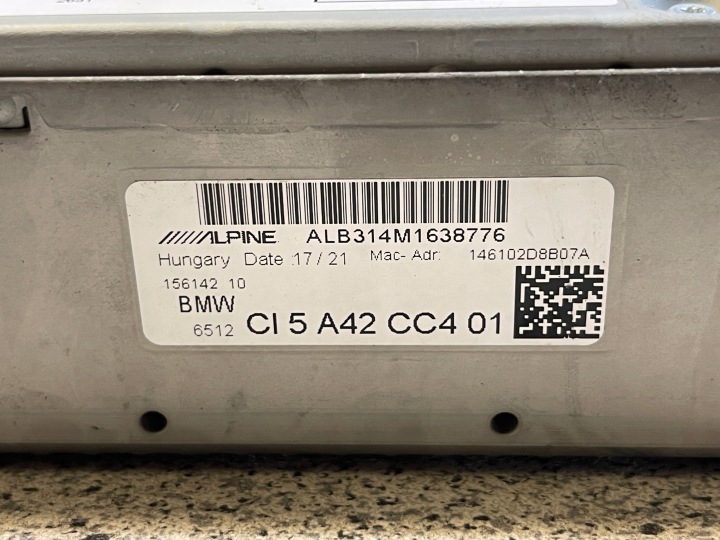 ALPINE ALB314M1638776
Hungary Date :17 / 21 Mac- Adr: 146102D8B07A
156142 10
BMW
6512 CI 5 A42 CC4 01